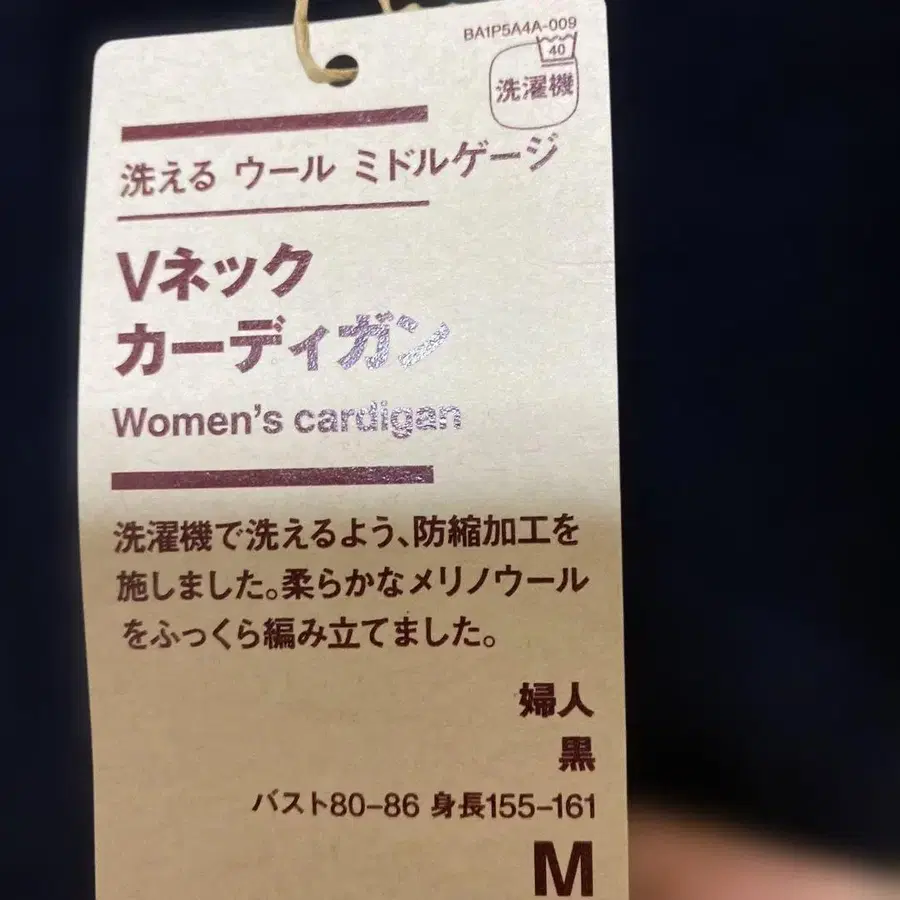 BA1P5A4A-009
40
洗濯機
洗える ウール ミドルゲージ
Vネック
カーディガン
Women's cardigan
洗濯機で洗えるよう、防縮加工を
施しました。柔らかなメリノウール
をふっくら編み立てました。
婦人
黒
バスト80–86 身長155–161
M